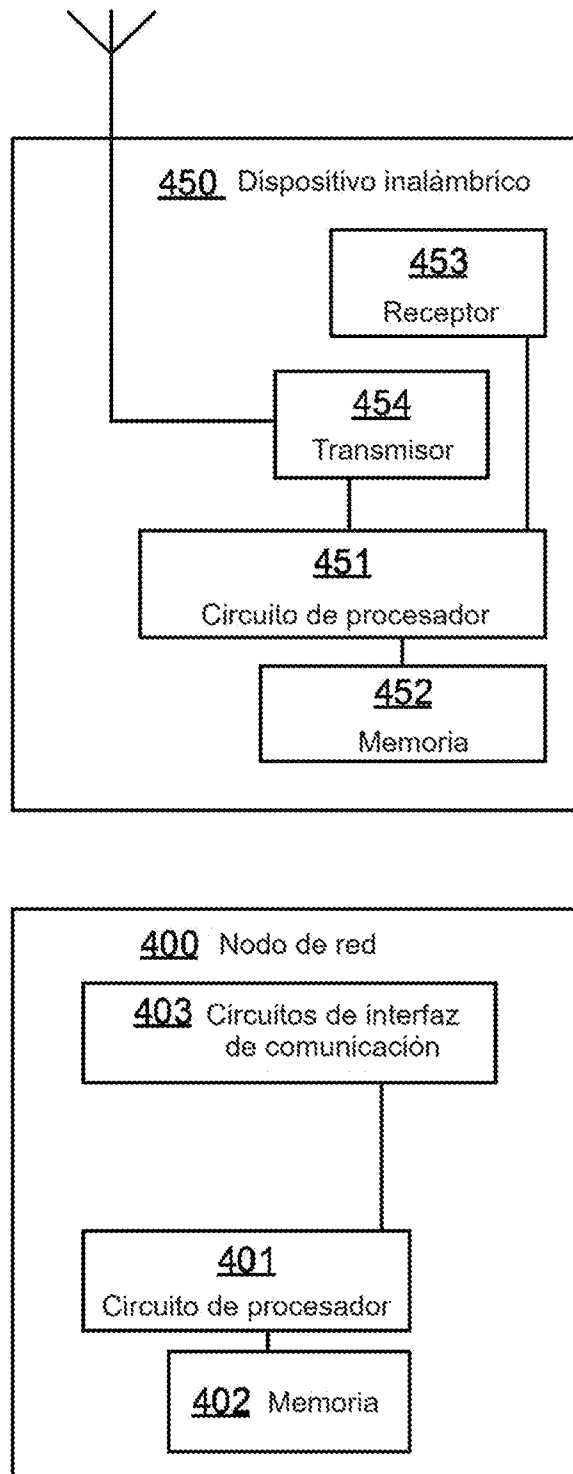 450 Dispositivo inalámbrico
453
Receptor
454
Transmisor
451
Circuito de procesador
452
Memoria
400 Nodo de red
403 Circuitos de interfaz
de comunicación
401
Circuito de procesador
402 Memoria